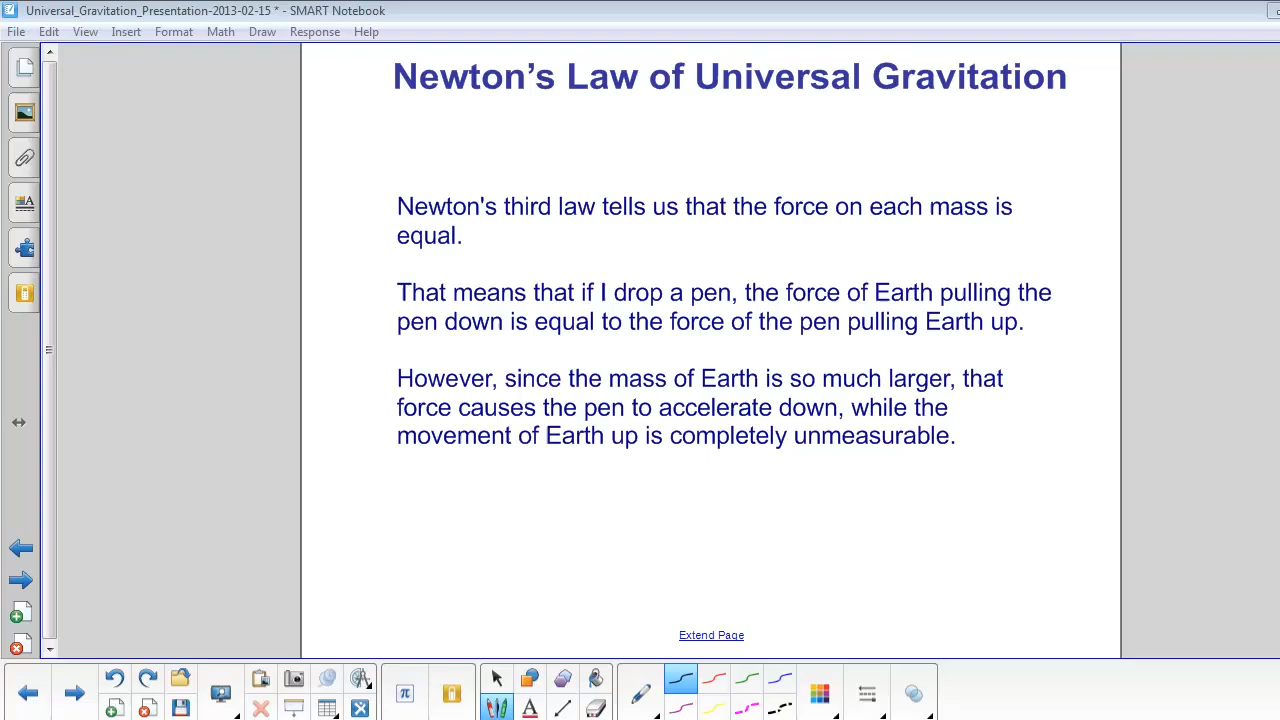 Universal_Gravitation_Presentation-2013-02-15 * - SMART Notebook
File Edit View Insert Format Math Draw Response Help
Newton’s Law of Universal Gravitation
Newton's third law tells us that the force on each mass is
equal.
That means that if I drop a pen, the force of Earth pulling the
pen down is equal to the force of the pen pulling Earth up.
However, since the mass of Earth is so much larger, that
force causes the pen to accelerate down, while the
movement of Earth up is completely unmeasurable.
Extend Page